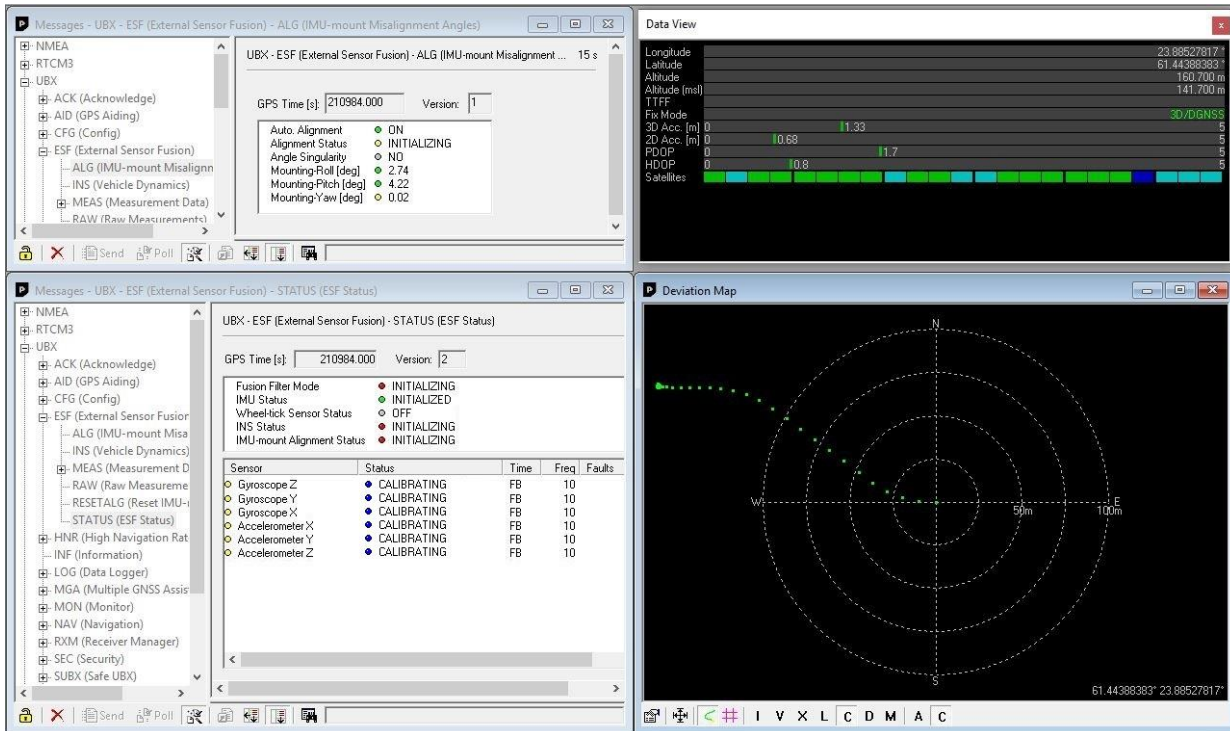 Messages - UBX - ESF (External Sensor Fusion) - ALG (IMU-mount Misalignment Angles)
NMEA
RTCM3
UBX
ACK (Acknowledge)
AID (GPS Aiding)
CFG (Config)
ESF (External Sensor Fusion)
ALG (IMU-mount Misalignn
INS (Vehicle Dynamics)
MEAS (Measurement Data)
RAW (Raw Measurements)
UBX - ESF (External Sensor Fusion) - ALG (IMU-mount Misalignment ... 15 s
GPS Time [s]: 210984.000 Version: 1
Auto. Alignment ON
Alignment Status INITIALIZING
Angle Singularity NO
Mounting-Roll [deg] 2.74
Mounting-Pitch [deg] 4.22
Mounting-Yaw [deg] 0.02
Send Poll
Data View
Longitude 23.88527817 °
Latitude 61.44388383 °
Altitude 160.700 m
Altitude (msl) 141.700 m
TTFF
Fix Mode 3D/DGNSS
3D Acc. [m] 0 1.33 5
2D Acc. [m] 0 0.68 5
PDOP 0 1.7 5
HDOP 0 0.8 5
Satellites
Messages - UBX - ESF (External Sensor Fusion) - STATUS (ESF Status)
NMEA
RTCM3
UBX
ACK (Acknowledge)
AID (GPS Aiding)
CFG (Config)
ESF (External Sensor Fusion
ALG (IMU-mount Misa
INS (Vehicle Dynamics)
MEAS (Measurement D
RAW (Raw Measureme
RESETALG (Reset IMU-r
STATUS (ESF Status)
HNR (High Navigation Rat
INF (Information)
LOG (Data Logger)
MGA (Multiple GNSS Assis
MON (Monitor)
NAV (Navigation)
RXM (Receiver Manager)
SEC (Security)
SUBX (Safe UBX)
UBX - ESF (External Sensor Fusion) - STATUS (ESF Status)
GPS Time [s]: 210984.000 Version: 2
Fusion Filter Mode INITIALIZING
IMU Status INITIALIZED
Wheel-tick Sensor Status OFF
INS Status INITIALIZING
IMU-mount Alignment Status INITIALIZING
Sensor Status Time Freq Faults
Gyroscope Z CALIBRATING FB 10
Gyroscope Y CALIBRATING FB 10
Gyroscope X CALIBRATING FB 10
Accelerometer X CALIBRATING FB 10
Accelerometer Y CALIBRATING FB 10
Accelerometer Z CALIBRATING FB 10
Send Poll
Deviation Map
N
W
E
50m 100m
S
61.44388383° 23.88527817°
I V X L C D M A C